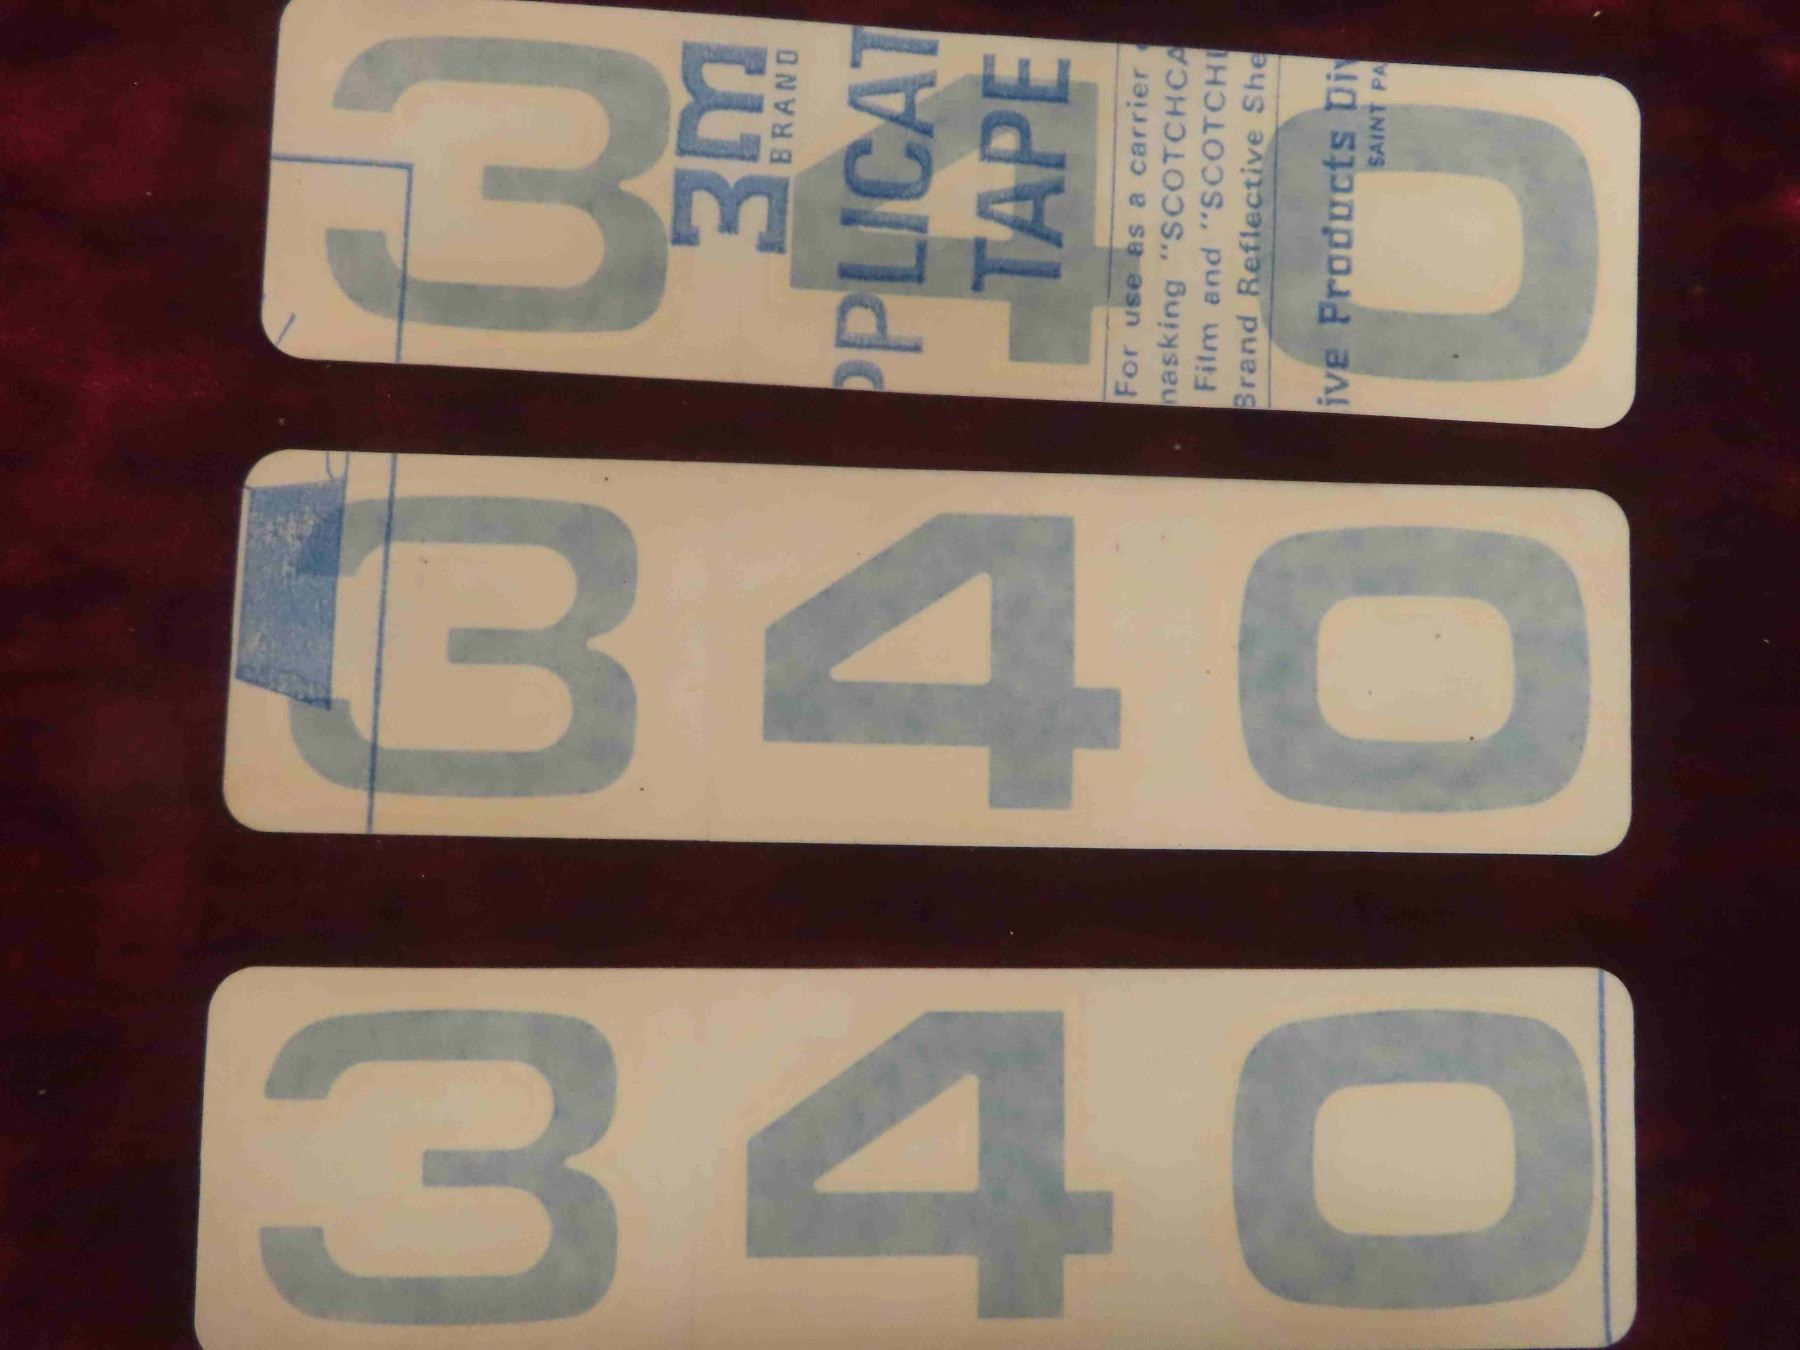 340
3M
BRAND
PPLICAT
TAPE
For use as a carrier
masking "SCOTCHCA
Film and "SCOTCHL
Brand Reflective She
ive Products Div
SAINT PA
340
340